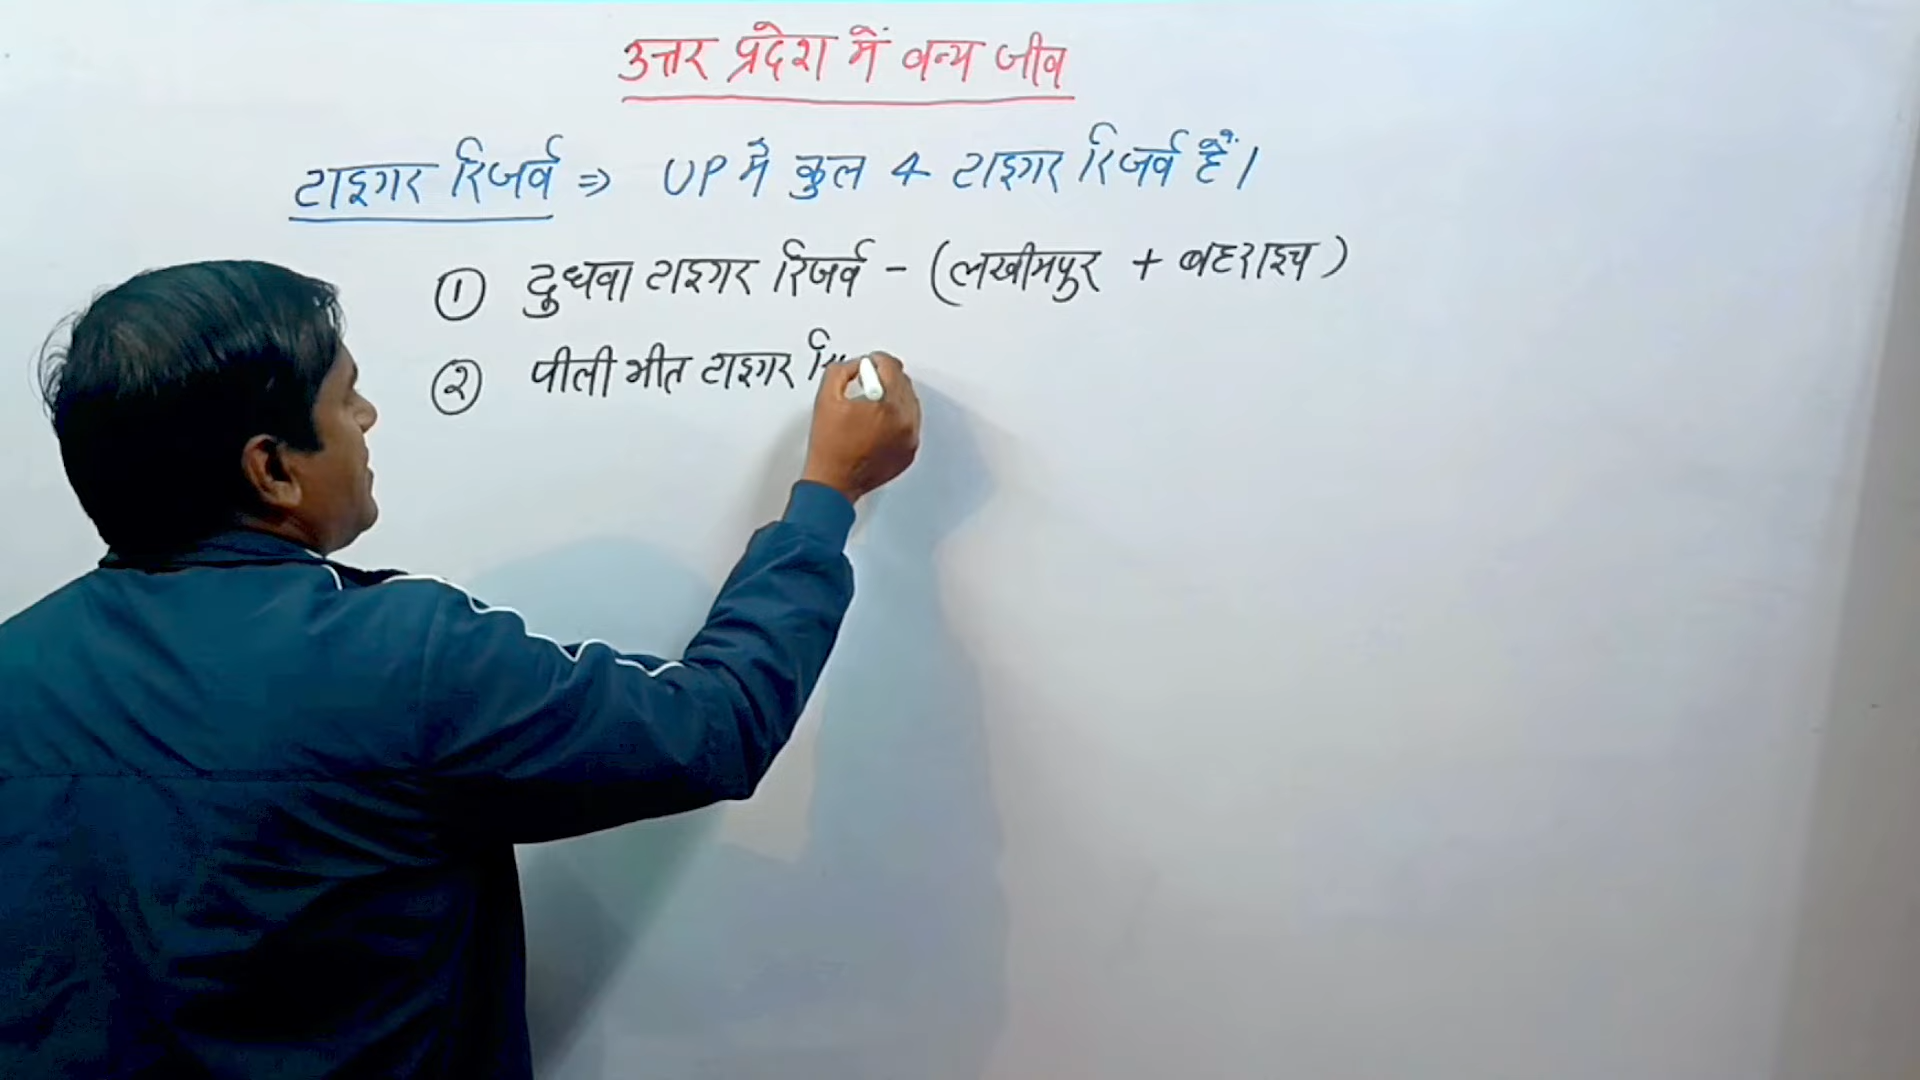 उत्तर प्रदेश में वन्य जीव
टाइगर रिजर्व ⇒ UP मे कुल 4 टाइगर रिजर्व हैं।
① दुधवा टाइगर रिजर्व - (लखीमपुर + बहराइच)
② पीलीभीत टाइगर